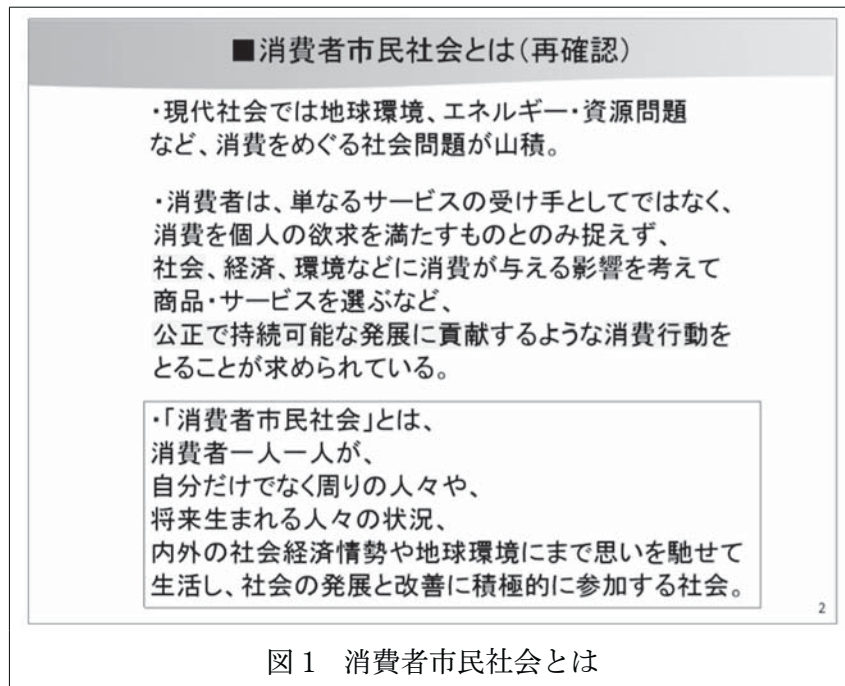 ■消費者市民社会とは(再確認)
・現代社会では地球環境、エネルギー・資源問題
など、消費をめぐる社会問題が山積。
・消費者は、単なるサービスの受け手としてではなく、
消費を個人の欲求を満たすものとのみ捉えず、
社会、経済、環境などに消費が与える影響を考えて
商品・サービスを選ぶなど、
公正で持続可能な発展に貢献するような消費行動を
とることが求められている。
・「消費者市民社会」とは、
消費者一人一人が、
自分だけでなく周りの人々や、
将来生まれる人々の状況、
内外の社会経済情勢や地球環境にまで思いを馳せて
生活し、社会の発展と改善に積極的に参加する社会。
2
図1 消費者市民社会とは